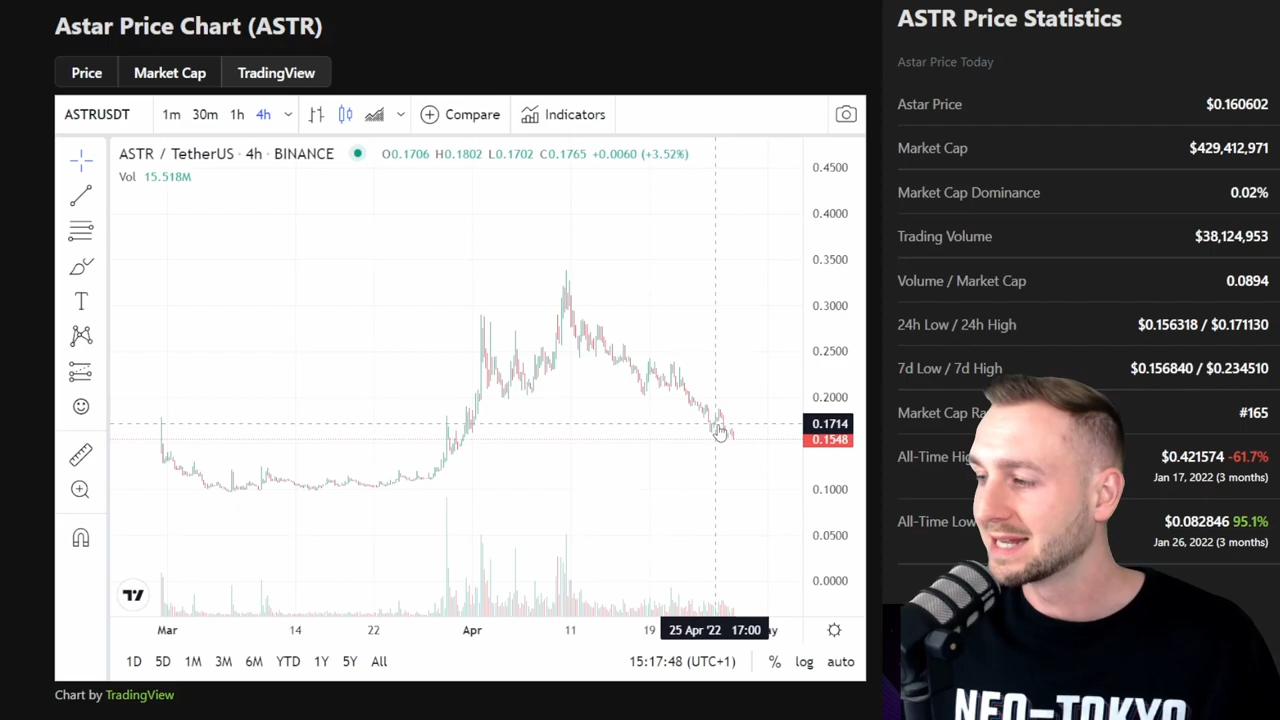 Astar Price Chart (ASTR)
Price
Market Cap
TradingView
ASTRUSDT
1m
30m
1h
4h
Compare
Indicators
ASTR / TetherUS · 4h · BINANCE
O0.1706 H0.1802 L0.1702 C0.1765 +0.0060 (+3.52%)
Vol 15.518M
0.4500
0.4000
0.3500
0.3000
0.2500
0.2000
0.1714
0.1548
0.1000
0.0500
0.0000
Mar
14
22
Apr
11
19
25 Apr '22 17:00
1D
5D
1M
3M
6M
YTD
1Y
5Y
All
15:17:48 (UTC+1)
%
log
auto
Chart by TradingView
ASTR Price Statistics
Astar Price Today
Astar Price $0.160602
Market Cap $429,412,971
Market Cap Dominance 0.02%
Trading Volume $38,124,953
Volume / Market Cap 0.0894
24h Low / 24h High $0.156318 / $0.171130
7d Low / 7d High $0.156840 / $0.234510
Market Cap Ra #165
All-Time Hig $0.421574 -61.7%
Jan 17, 2022 (3 months)
All-Time Low $0.082846 95.1%
Jan 26, 2022 (3 months)
NEO-TOKYO